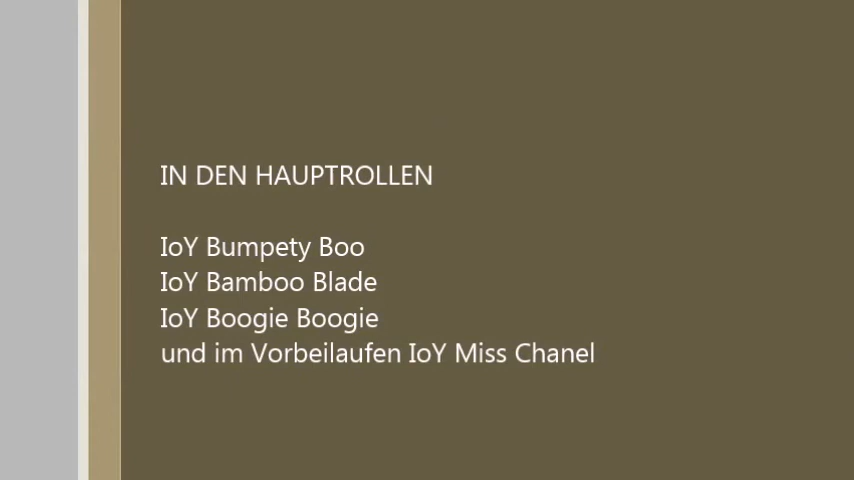 IN DEN HAUPTROLLEN
IoY Bumpety Boo
IoY Bamboo Blade
IoY Boogie Boogie
und im Vorbeilaufen IoY Miss Chanel